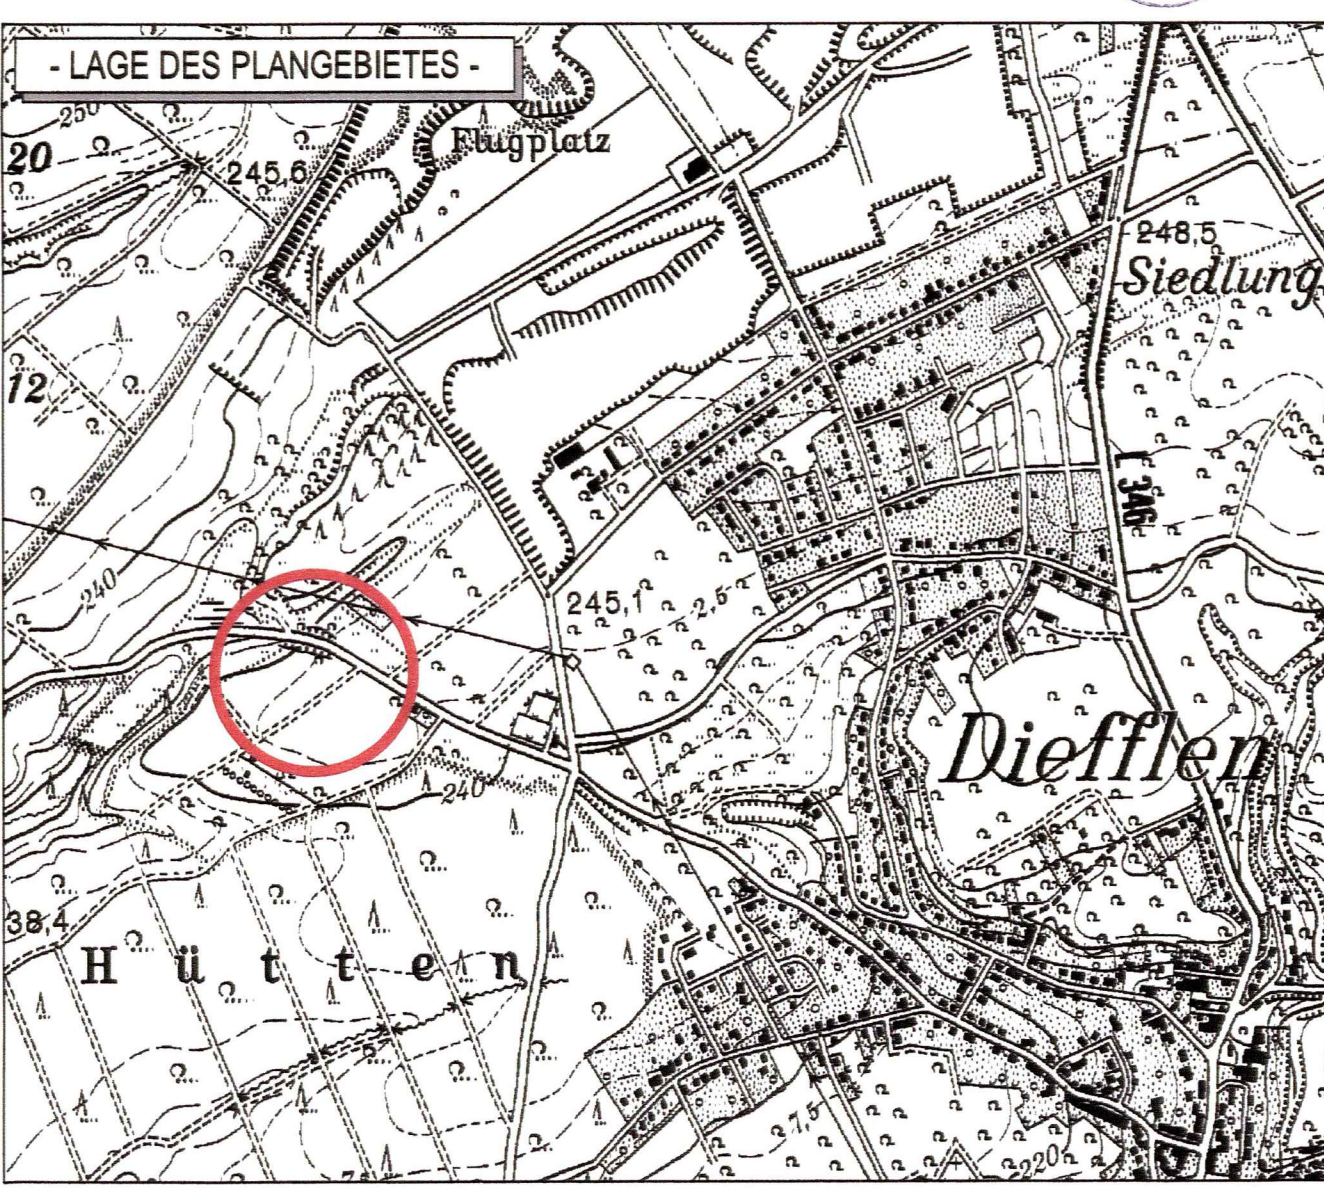 - LAGE DES PLANGEBIETES -
250
20
245,6
Flugplatz
248,5
Siedlung
12
L 346
240
245,1
2,5
Diefflen
240
38,4
Hütten
7,5
220